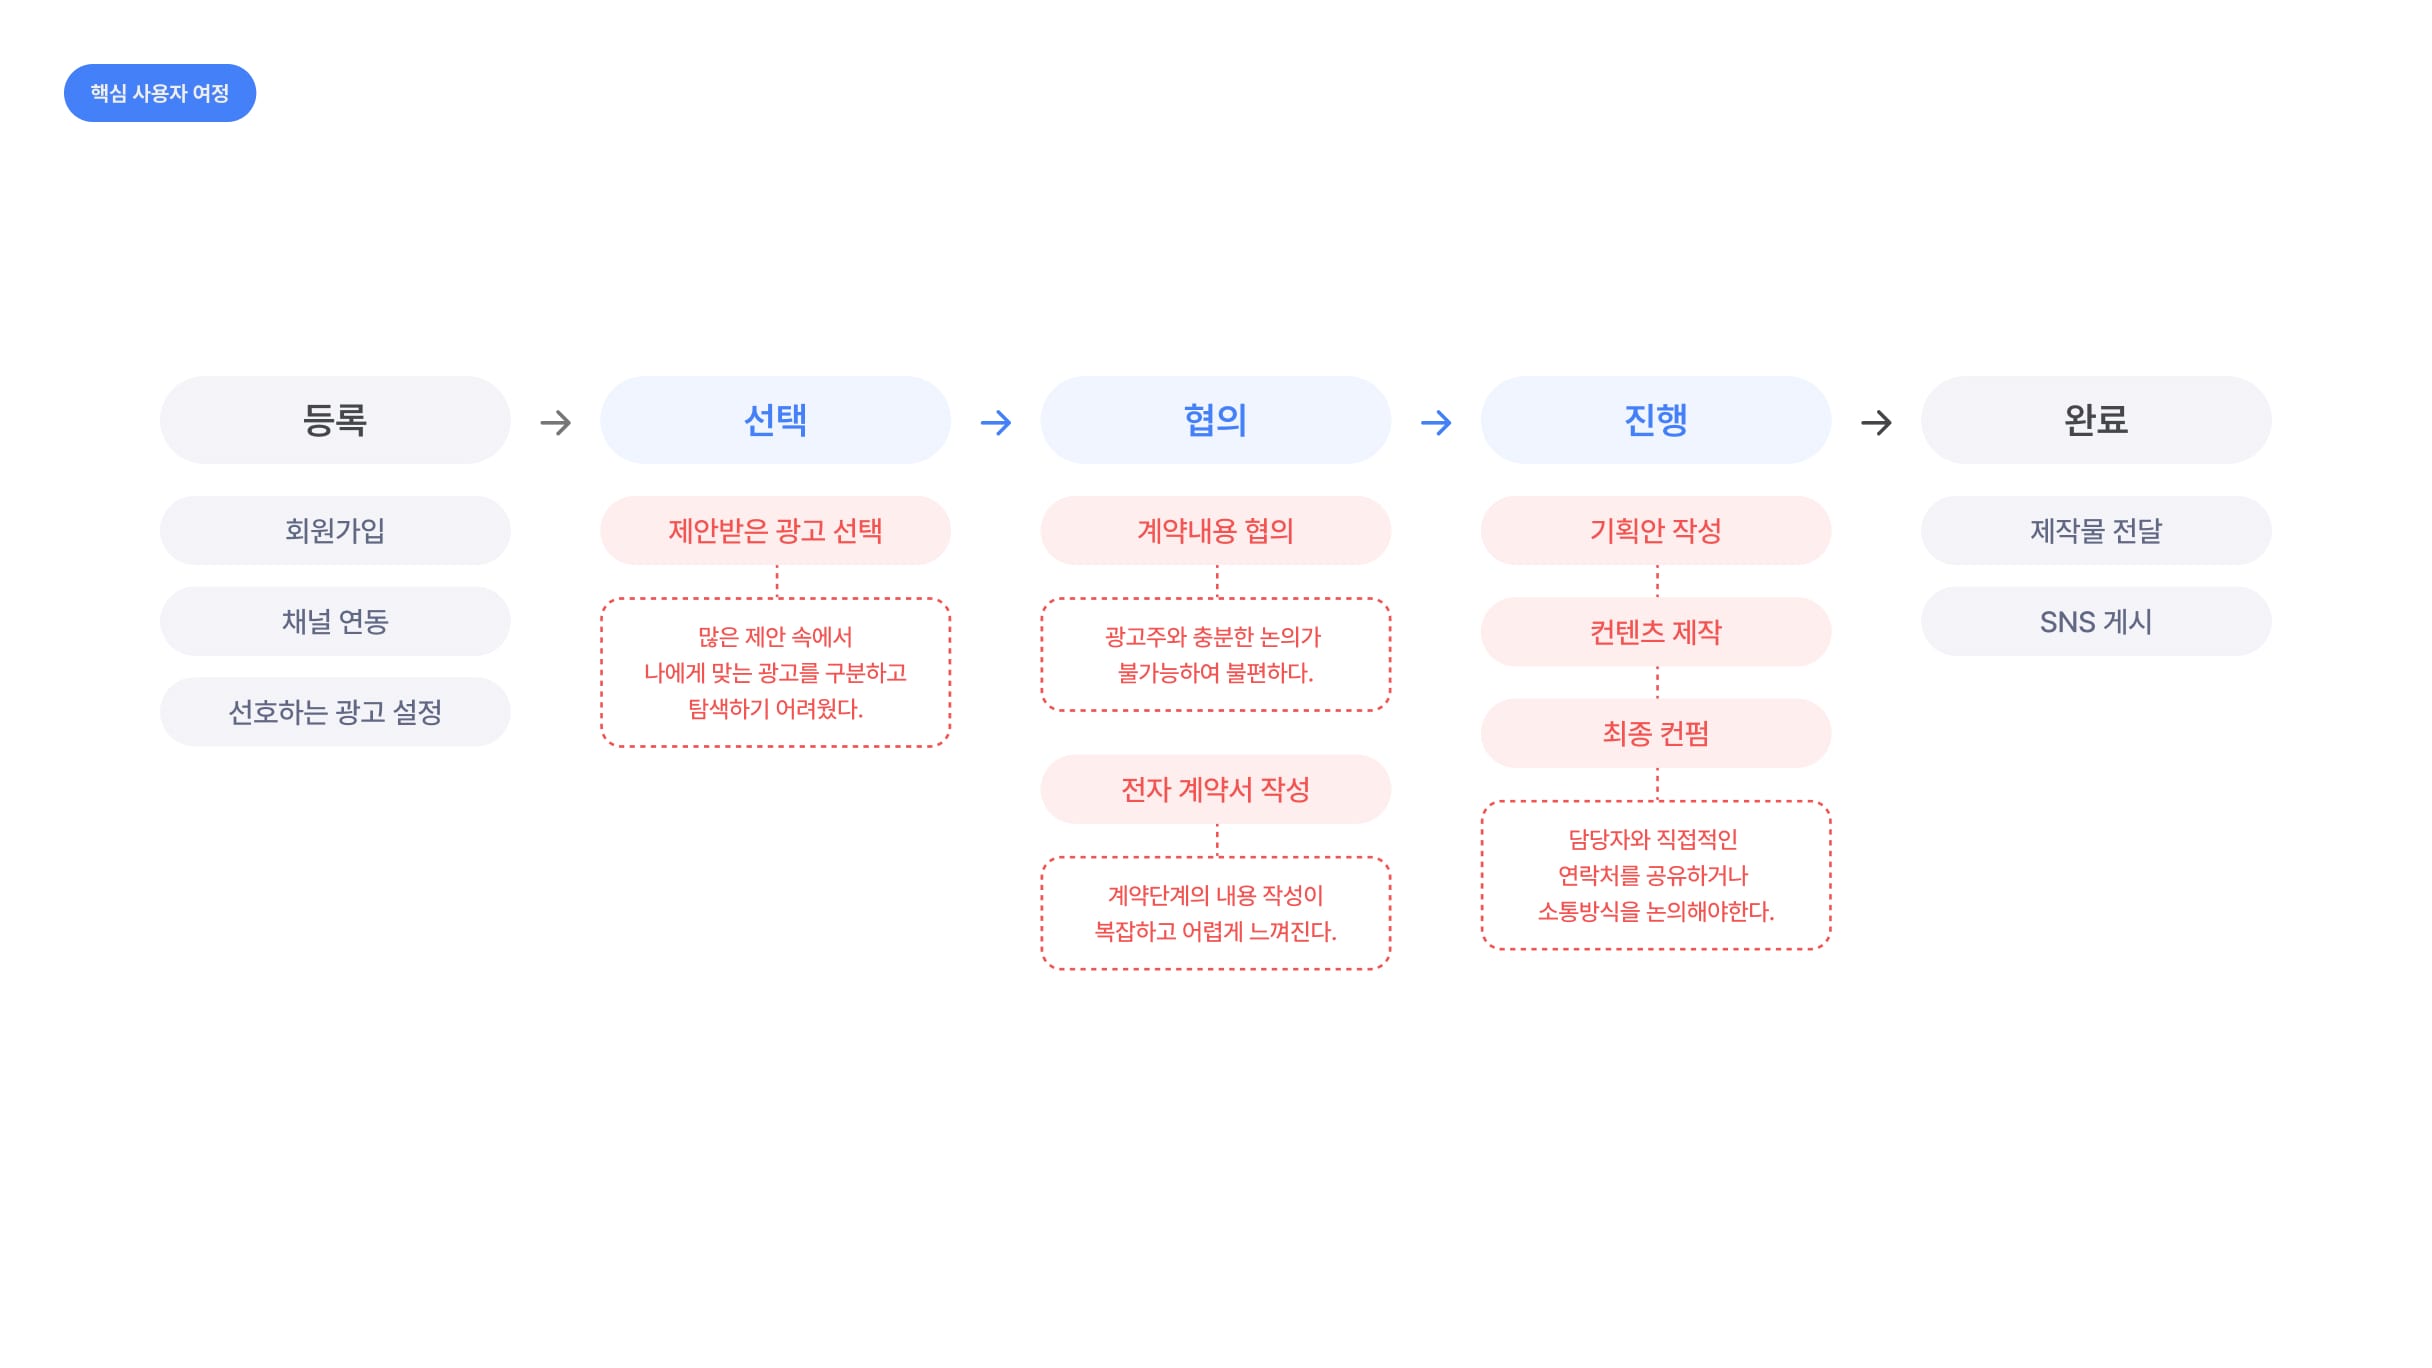 핵심 사용자 여정
등록
선택
협의
진행
완료
회원가입
채널 연동
선호하는 광고 설정
제안받은 광고 선택
많은 제안 속에서
나에게 맞는 광고를 구분하고
탐색하기 어려웠다.
계약내용 협의
광고주와 충분한 논의가
불가능하여 불편하다.
전자 계약서 작성
계약단계의 내용 작성이
복잡하고 어렵게 느껴진다.
기획안 작성
컨텐츠 제작
최종 컨펌
담당자와 직접적인
연락처를 공유하거나
소통방식을 논의해야한다.
제작물 전달
SNS 게시